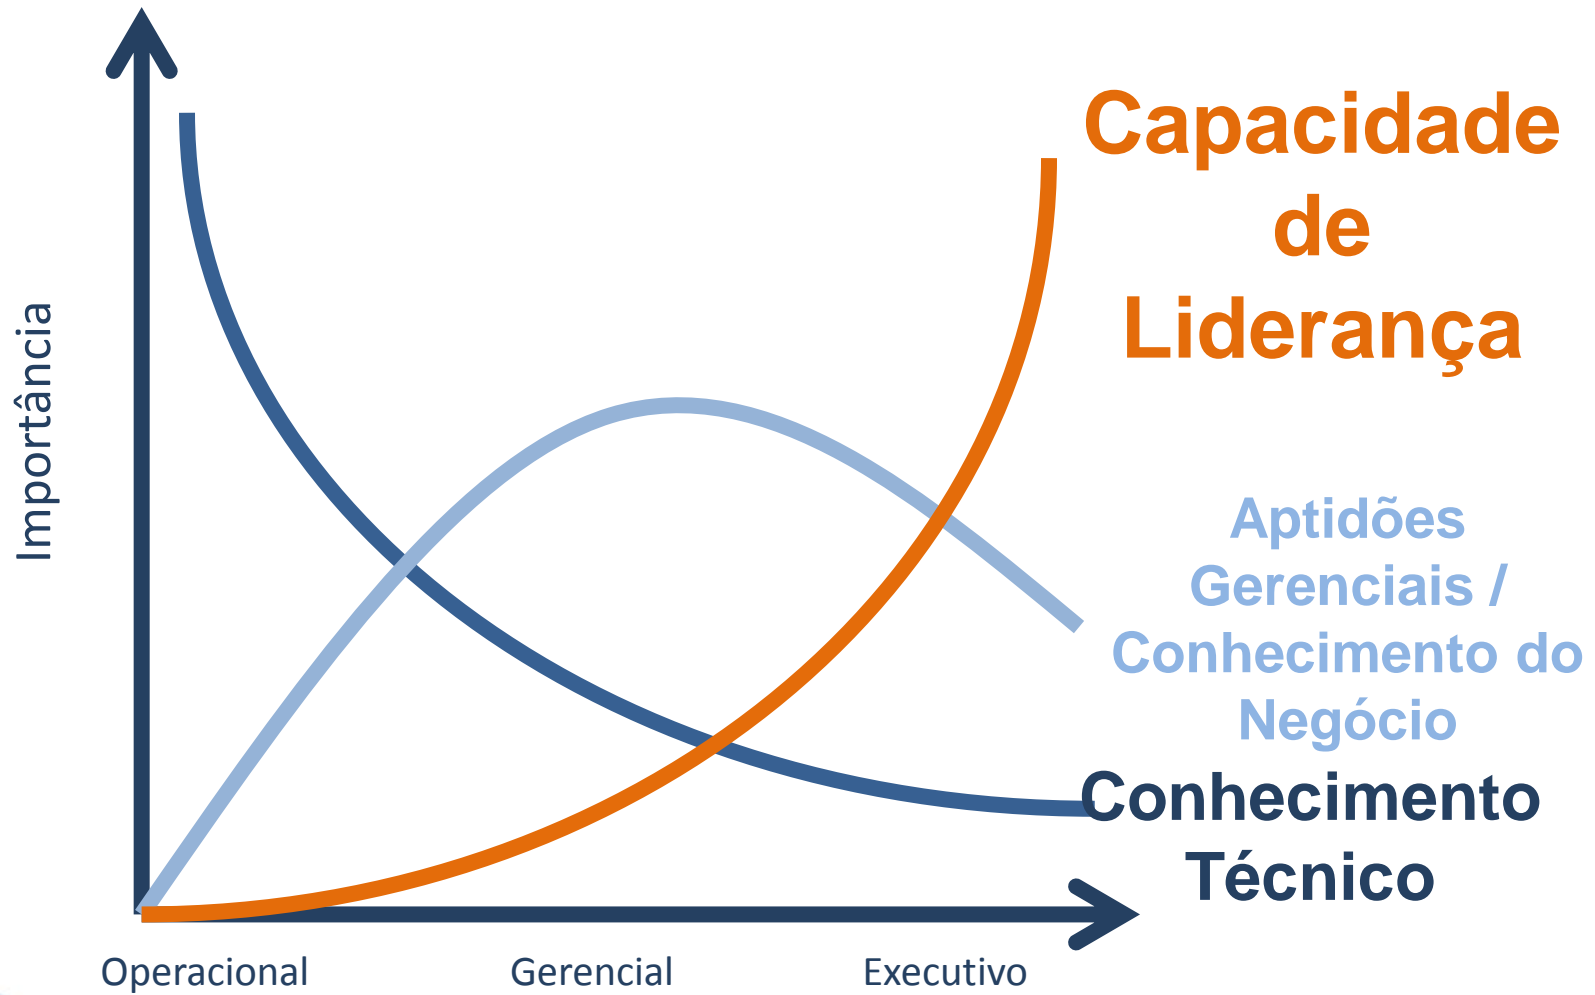 Capacidade
de
Liderança
Importância
Aptidões
Gerenciais /
Conhecimento do
Negócio
Conhecimento
Técnico
Operacional
Gerencial
Executivo